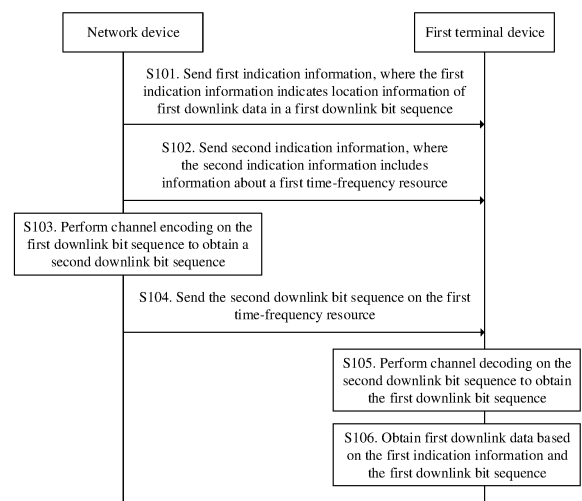 Network device
First terminal device
S101. Send first indication information, where the first
indication information indicates location information of
first downlink data in a first downlink bit sequence
S102. Send second indication information, where
the second indication information includes
information about a first time-frequency resource
S103. Perform channel encoding on the
first downlink bit sequence to obtain a
second downlink bit sequence
S104. Send the second downlink bit sequence on the first
time-frequency resource
S105. Perform channel decoding on the
second downlink bit sequence to obtain
the first downlink bit sequence
S106. Obtain first downlink data based
on the first indication information and
the first downlink bit sequence